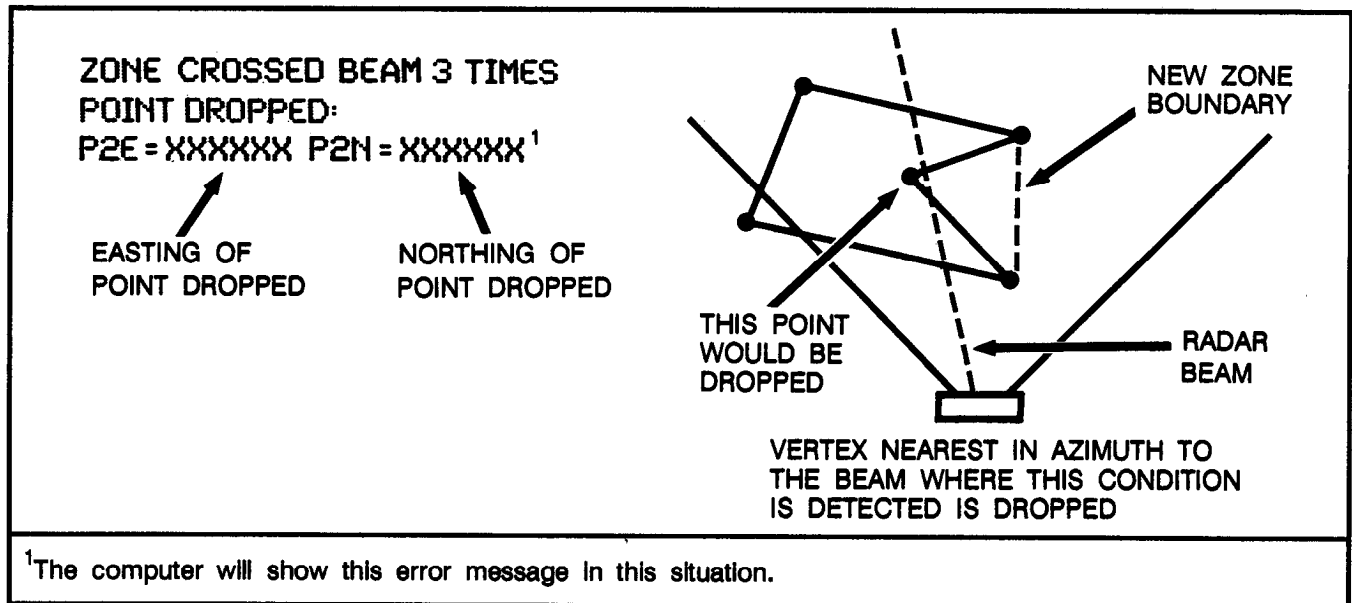 ZONE CROSSED BEAM 3 TIMES
POINT DROPPED:
P2E = XXXXXX P2N = XXXXXX¹
EASTING OF
POINT DROPPED
NORTHING OF
POINT DROPPED
NEW ZONE
BOUNDARY
THIS POINT
WOULD BE
DROPPED
RADAR
BEAM
VERTEX NEAREST IN AZIMUTH TO
THE BEAM WHERE THIS CONDITION
IS DETECTED IS DROPPED
¹The computer will show this error message in this situation.